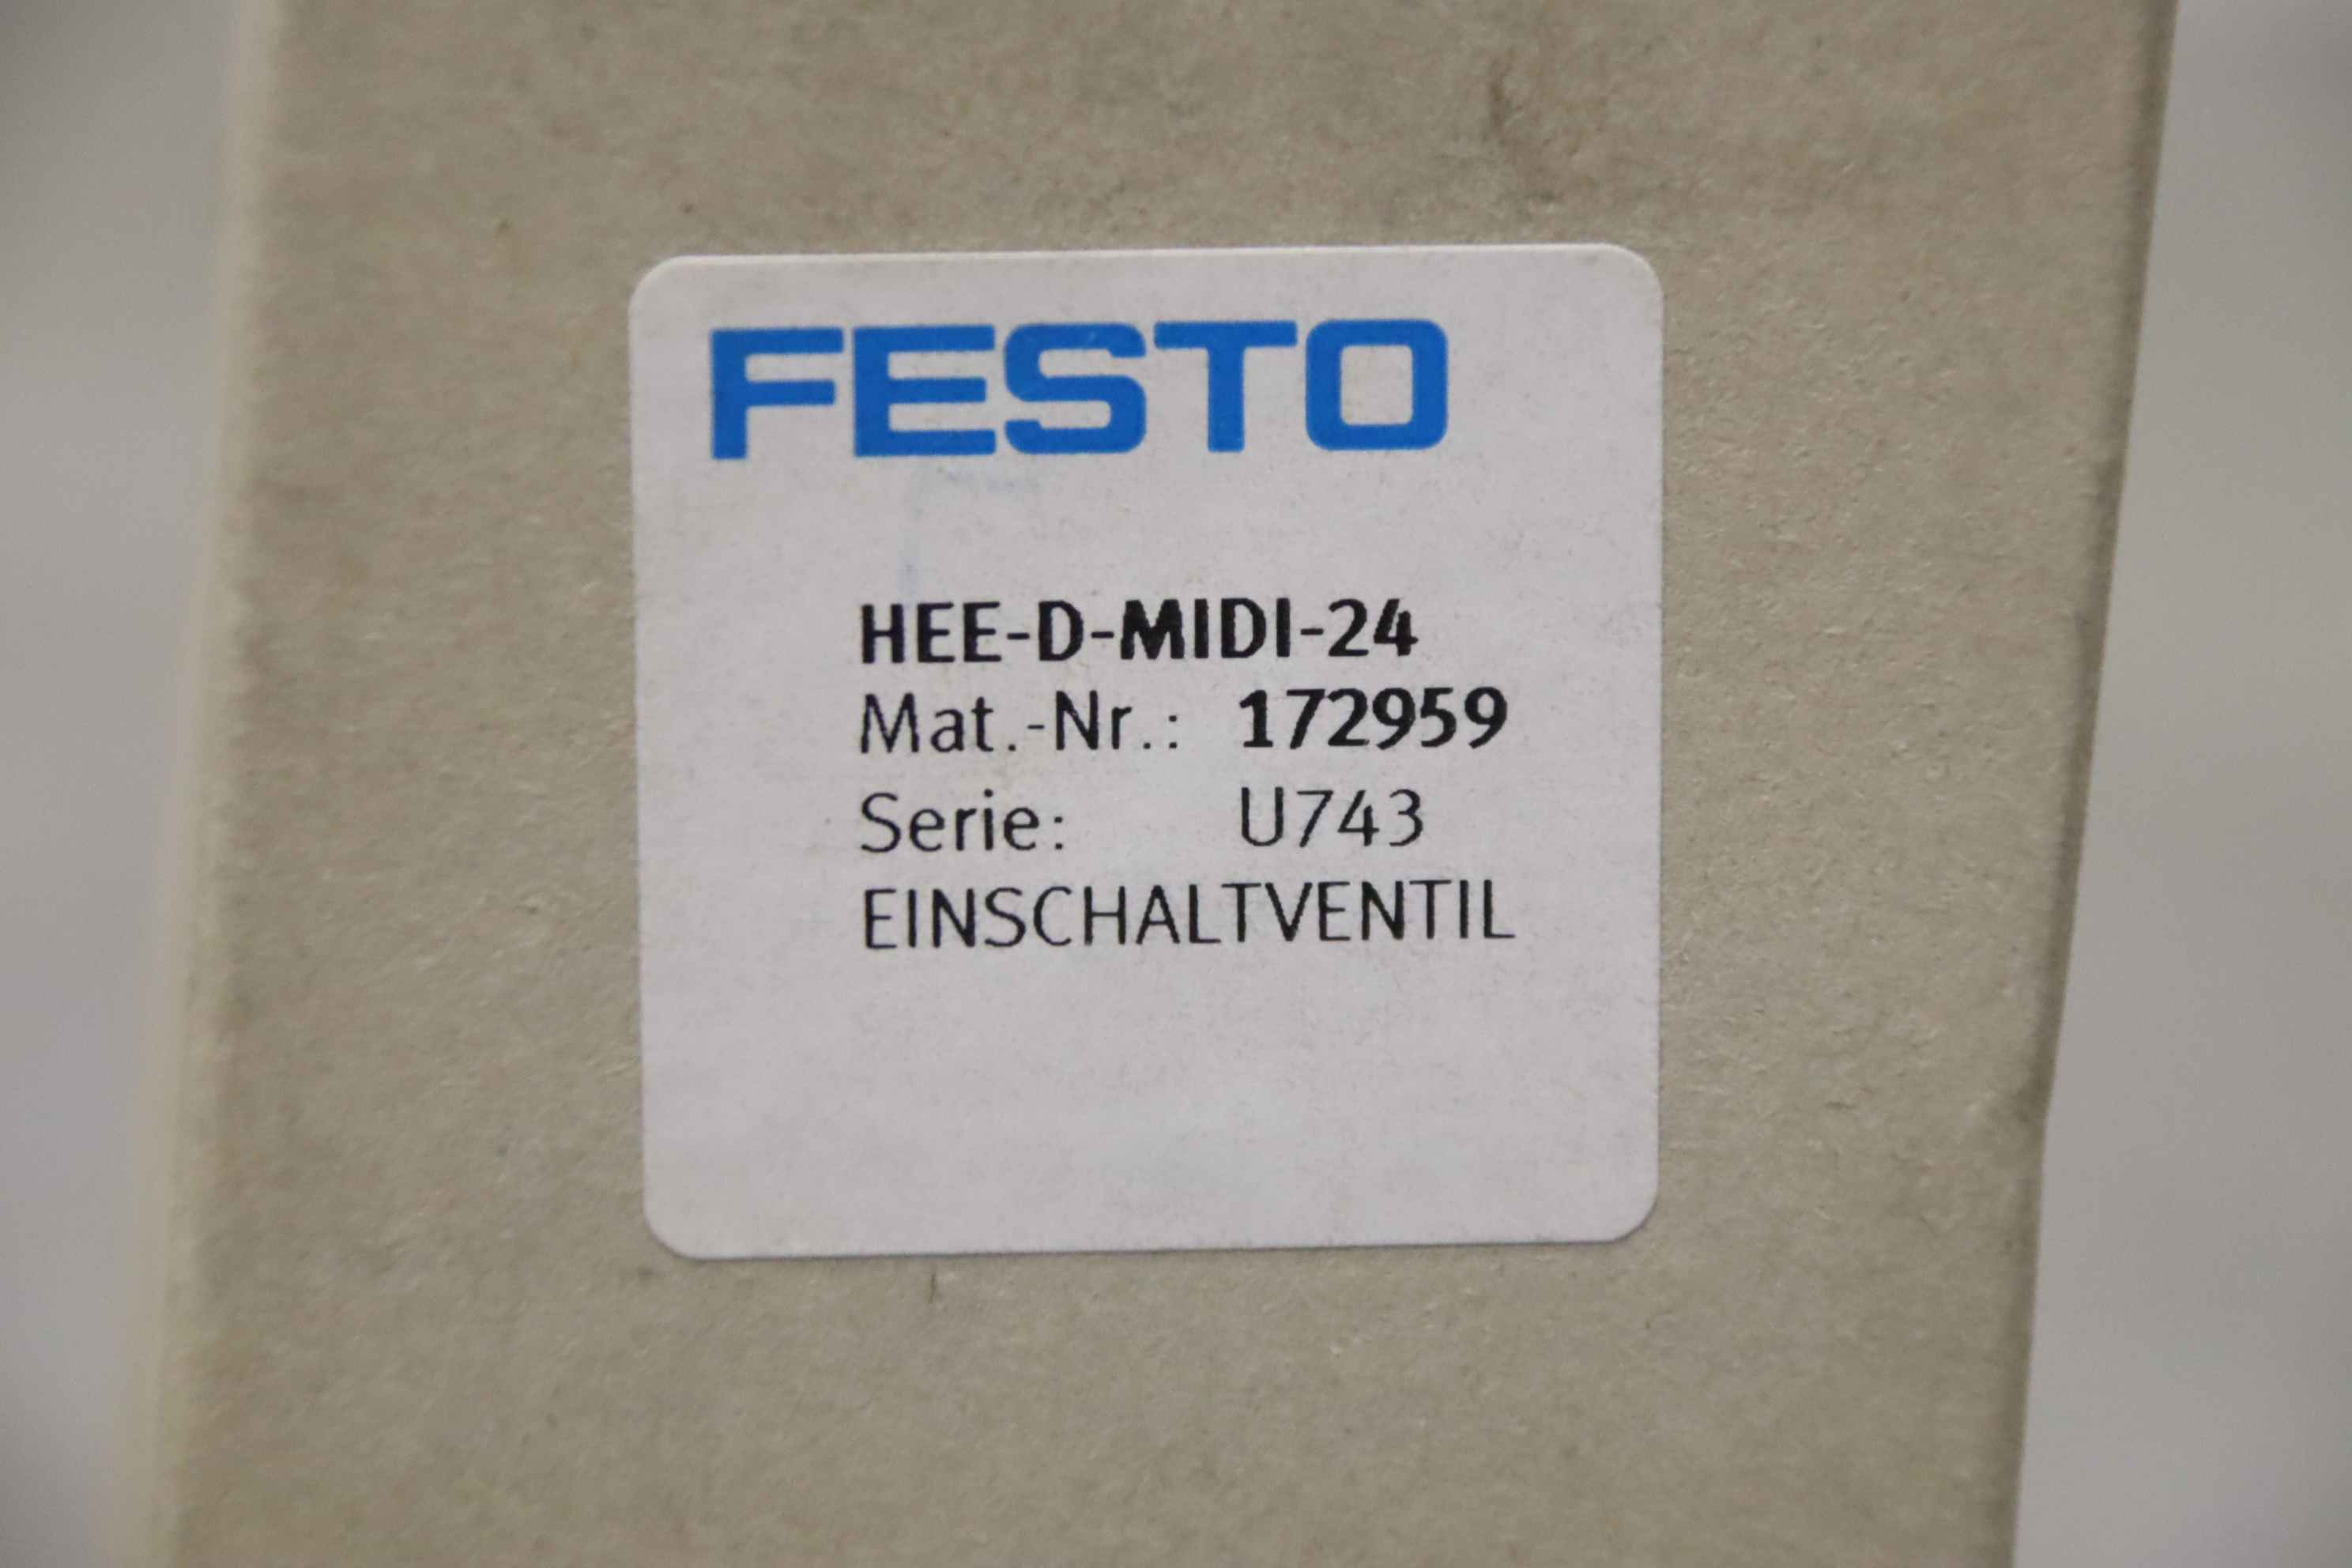 FESTO
HEE-D-MIDI-24
Mat.-Nr.: 172959
Serie: U743
EINSCHALTVENTIL